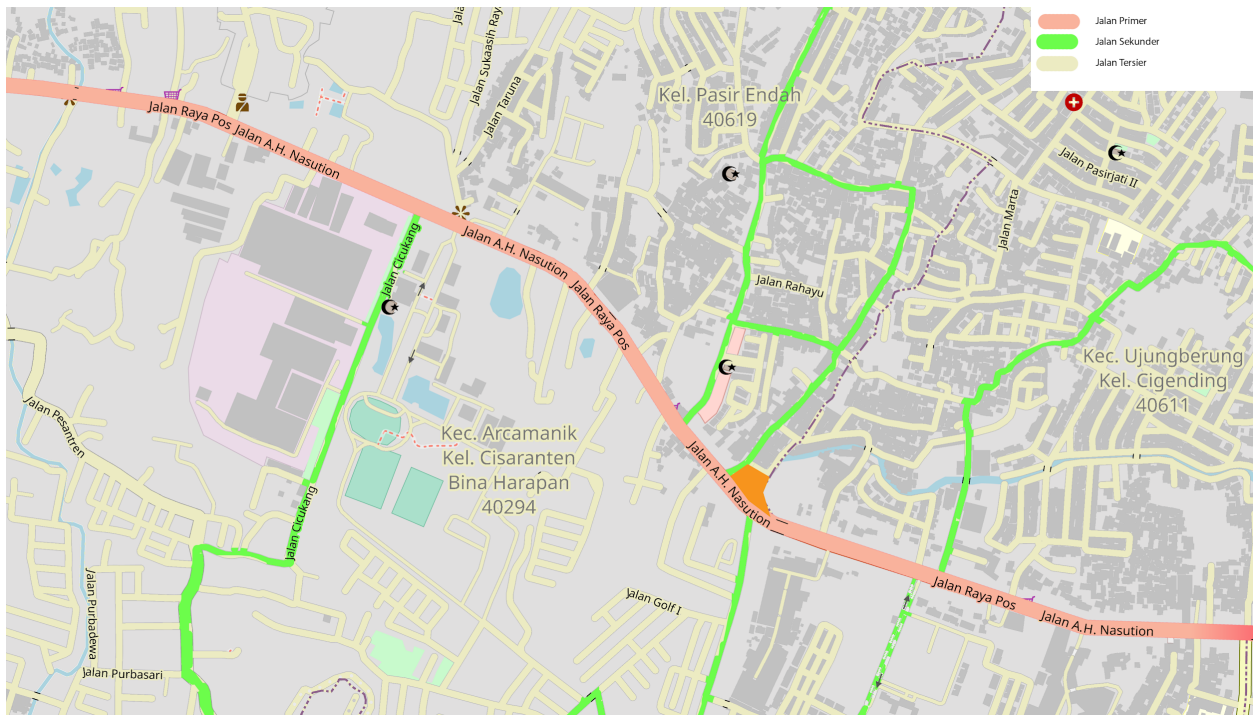 Jalan Primer
Jalan Sekunder
Jalan Tersier
Jalan Sukaasih Ray
Jalan Taruna
Jalan Raya Pos
Jalan A.H. Nasution
Kel. Pasir Endah
40619
Jalan Pasirjati II
Jalan Marta
Jalan Cicukang
Jalan A.H. Nasution
Jalan Raya Pos
Jalan Rahayu
Kec. Ujungberung
Kel. Cigending
40611
Jalan Pesantren
Kec. Arcamanik
Kel. Cisaranten
Bina Harapan
40294
Jalan A.H. Nasution
Jalan Cicukang
Jalan Raya Pos
Jalan A.H. Nasution
Jalan Golf I
Jalan Purbadewa
Jalan Purbasari